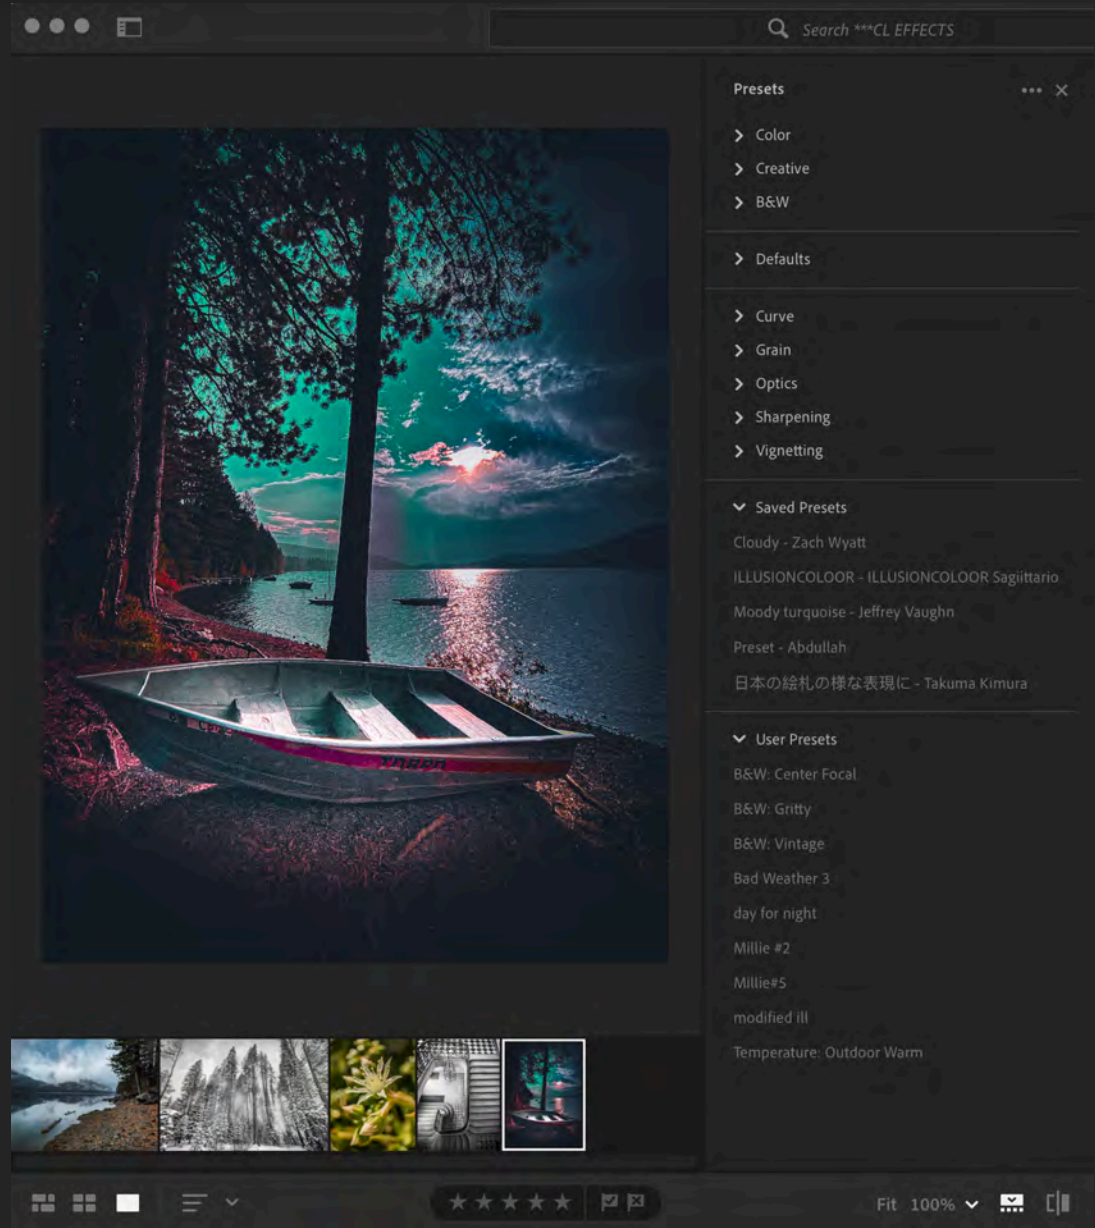 Search ***CL EFFECTS
Presets
Color
Creative
B&W
Defaults
Curve
Grain
Optics
Sharpening
Vignetting
Saved Presets
Cloudy - Zach Wyatt
ILLUSIONCOLOOR - ILLUSIONCOLOOR Sagiittario
Moody turquoise - Jeffrey Vaughn
Preset - Abdullah
日本の絵札の様な表現に - Takuma Kimura
User Presets
B&W: Center Focal
B&W: Gritty
B&W: Vintage
Bad Weather 3
day for night
Millie #2
Millie#5
modified ill
Temperature: Outdoor Warm
Fit 100%